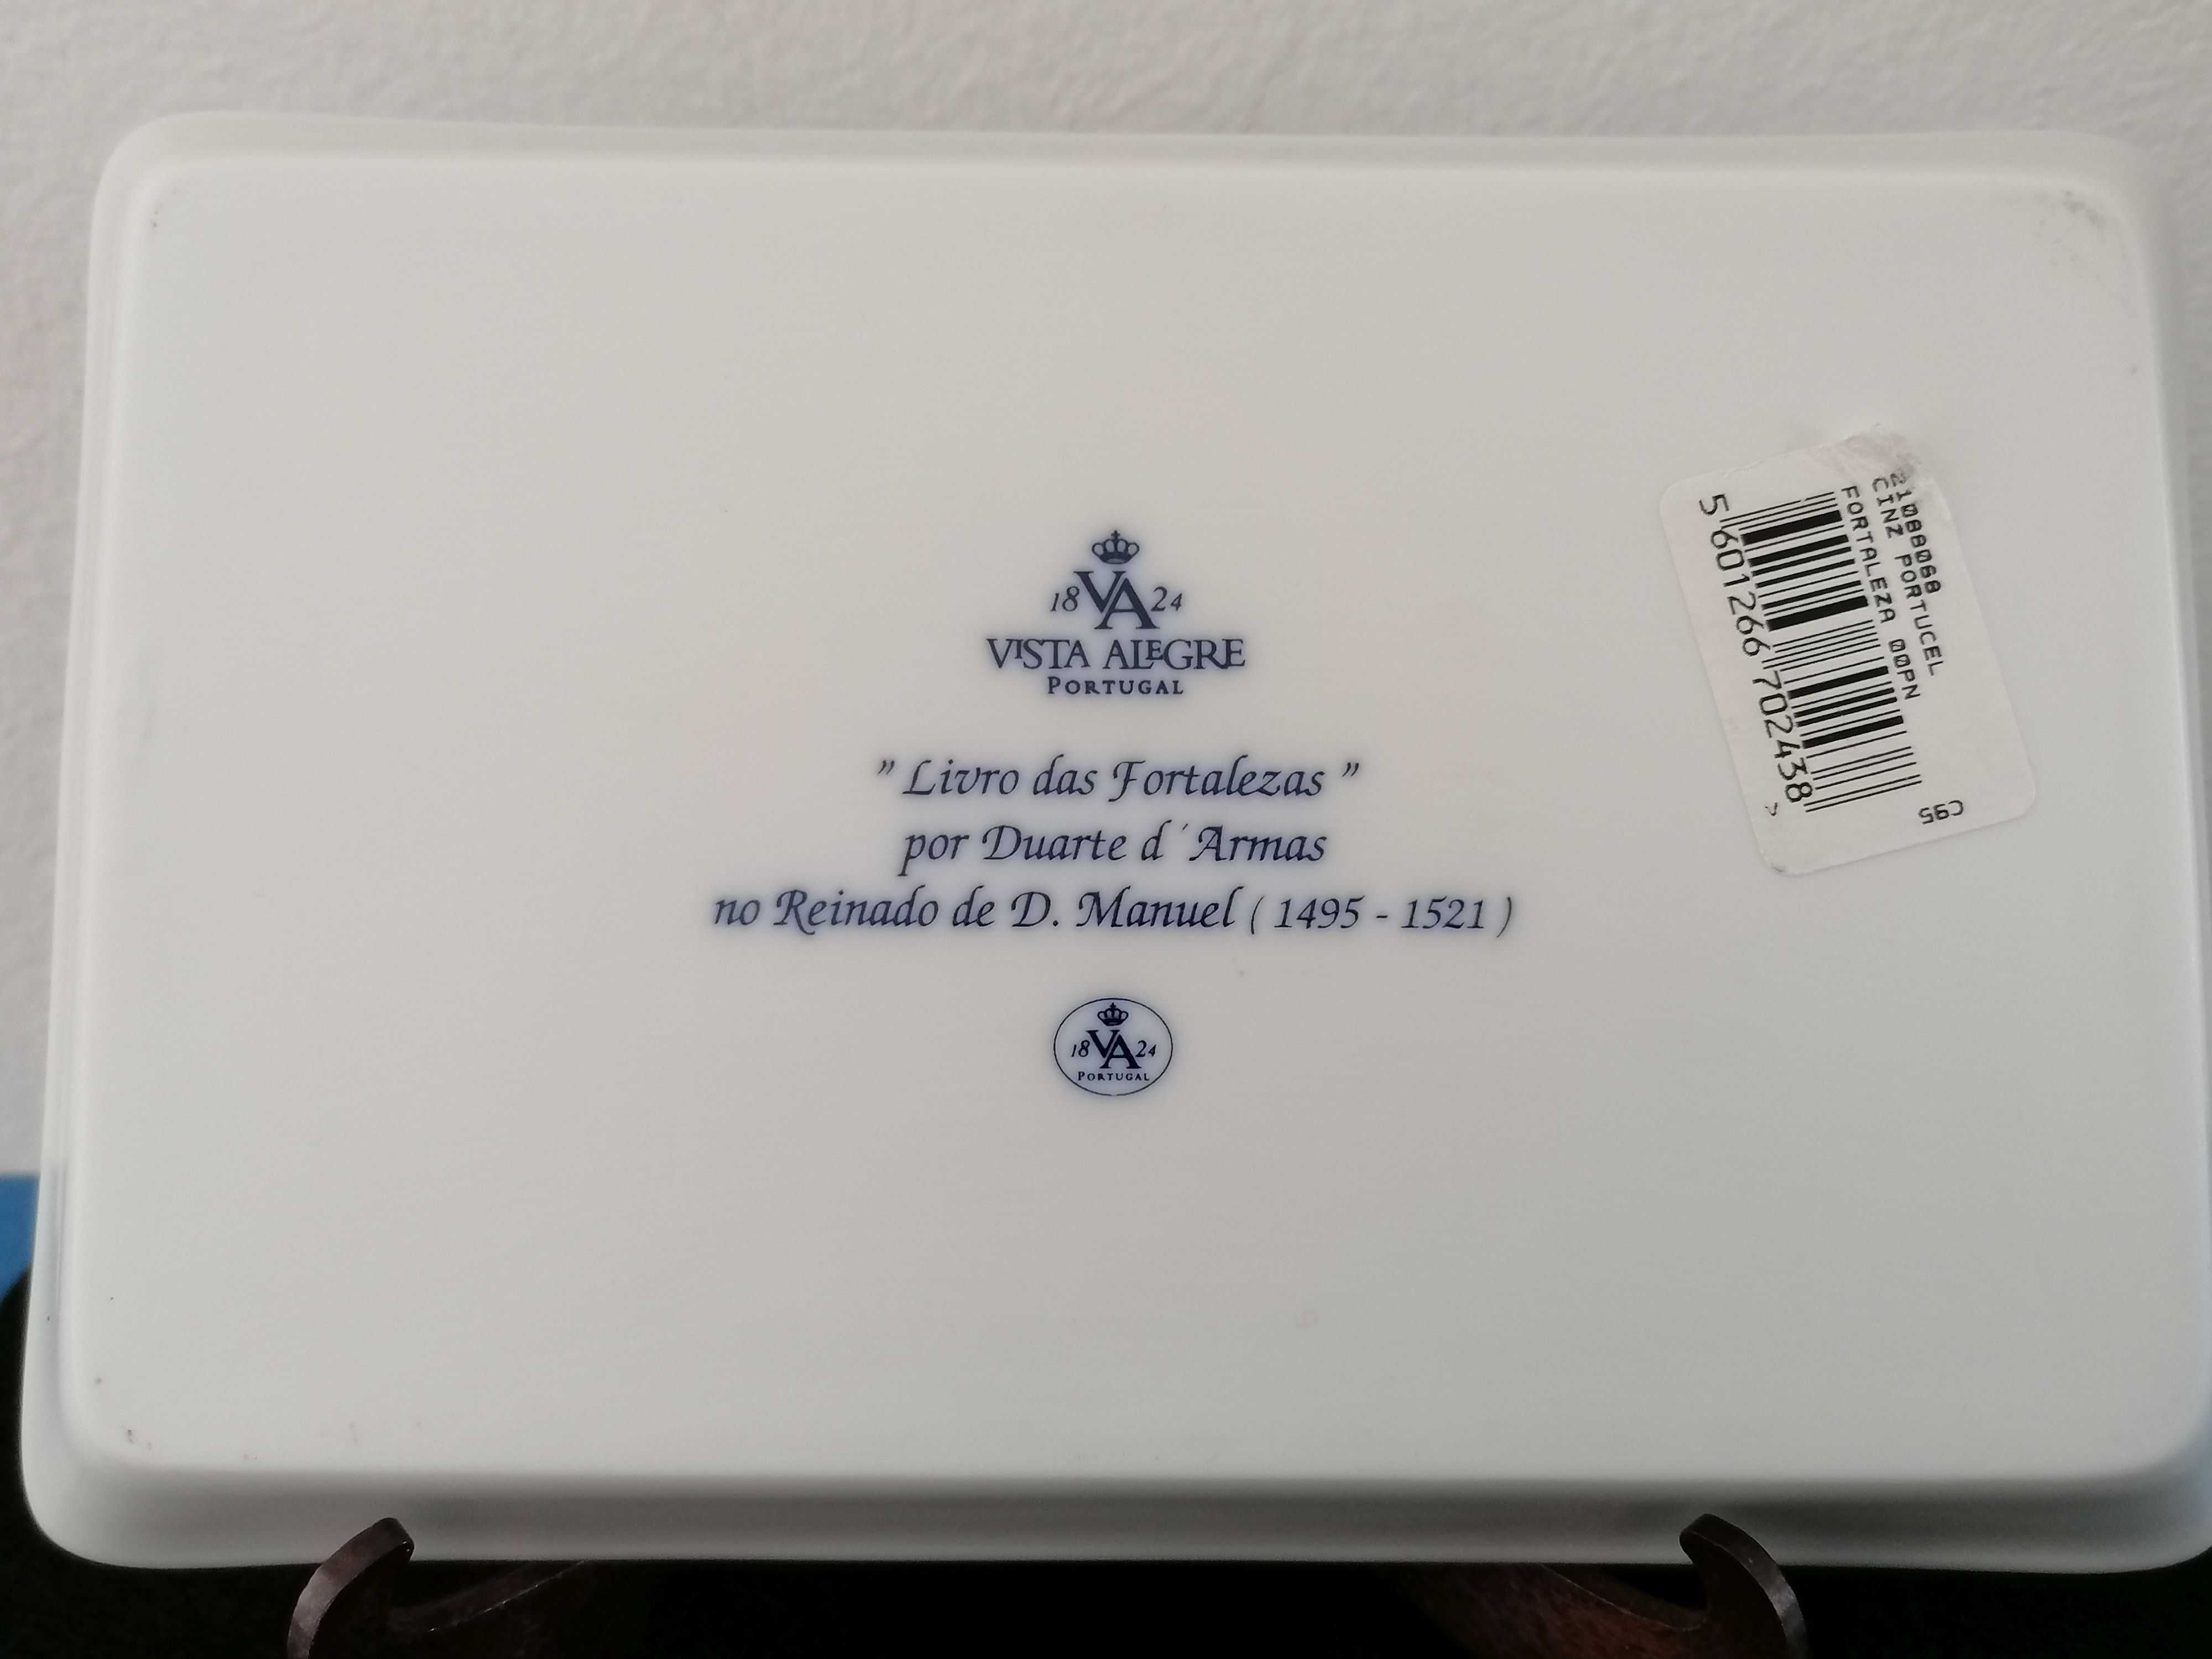 18 VA 24
VISTA ALEGRE
PORTUGAL
" Livro das Fortalezas "
por Duarte d´Armas
no Reinado de D. Manuel ( 1495 - 1521 )
18 VA 24
PORTUGAL
21088068
CINZ PORTUCEL
FORTALEZA 00PN
5 601266 702438 >
C95